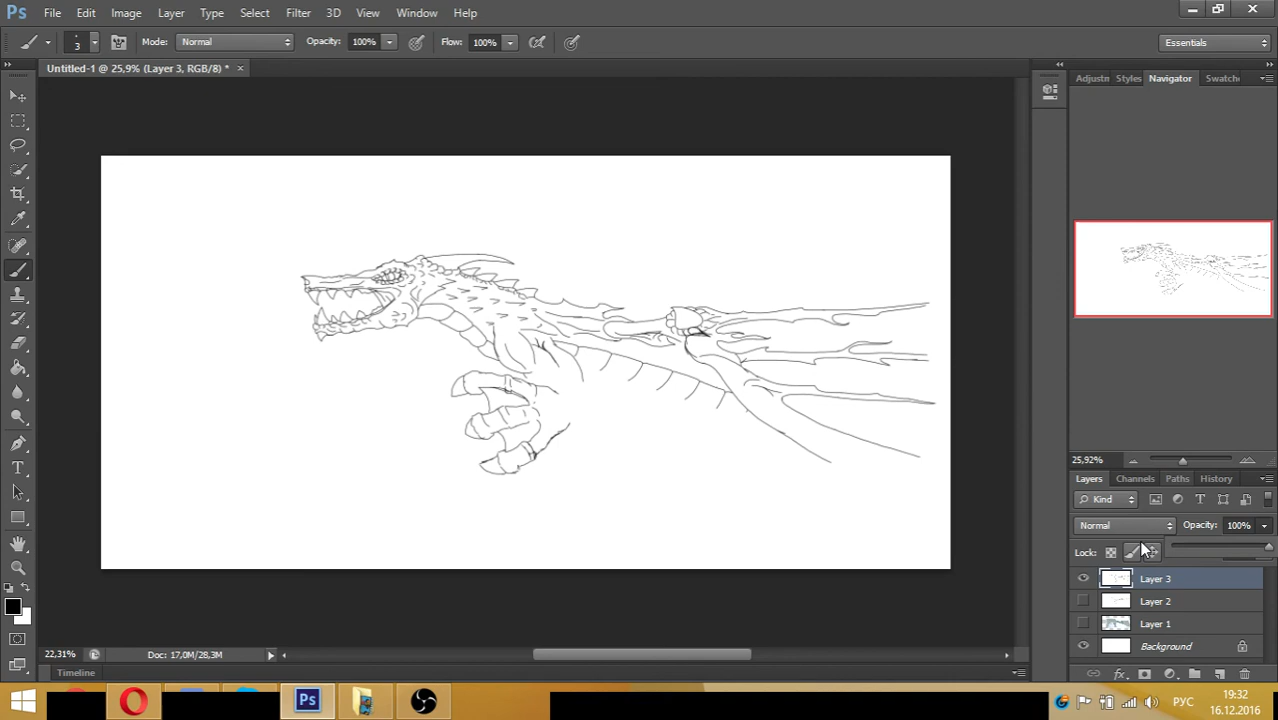 Ps File Edit Image Layer Type Select Filter 3D View Window Help
3 Mode: Normal Opacity: 100% Flow: 100% Essentials
Untitled-1 @ 25,9% (Layer 3, RGB/8) * ×
Adjustm Styles Navigator Swatch
25,92%
Layers Channels Paths History
Kind
Normal Opacity: 100%
Lock:
Layer 3
Layer 2
Layer 1
Background
22,31% Doc: 17,0M/28,3M
fx
Timeline
Ps РУС 19:32
16.12.2016